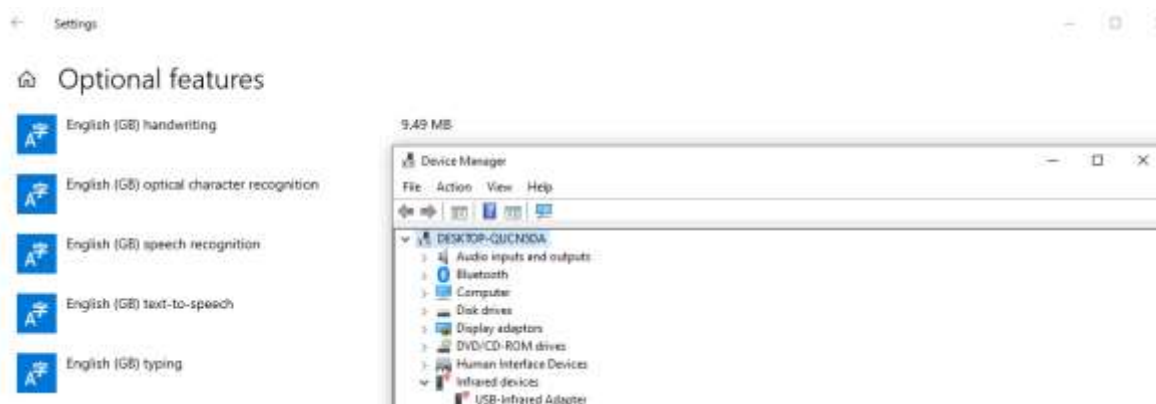 Settings
Optional features
English (GB) handwriting
9.49 MB
English (GB) optical character recognition
English (GB) speech recognition
English (GB) text-to-speech
English (GB) typing
Device Manager
File Action View Help
DESKTOP-QUCN5DA
Audio inputs and outputs
Bluetooth
Computer
Disk drives
Display adaptors
DVD/CD-ROM drives
Human Interface Devices
Infrared devices
USB-Infrared Adapter